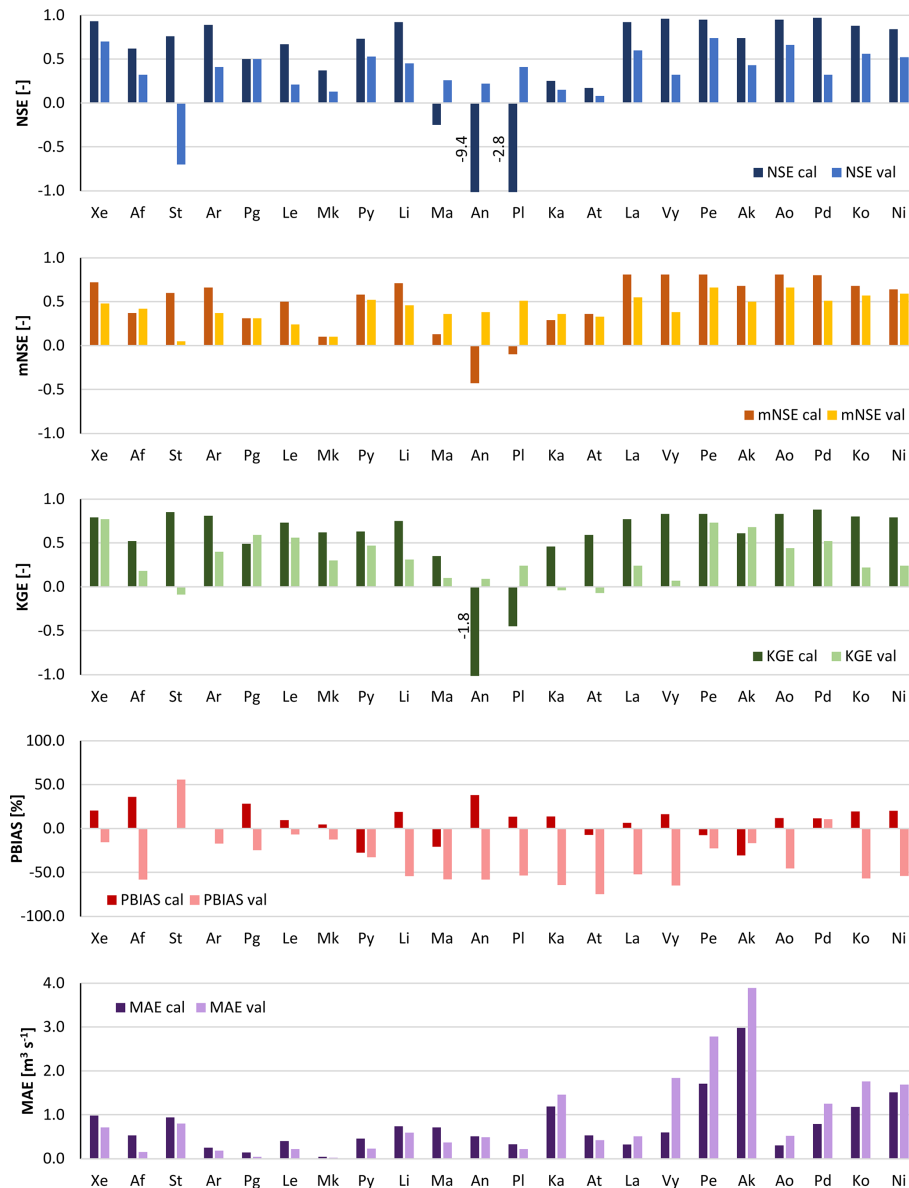 1.0
0.5
0.0
-0.5
-1.0
NSE [-]
-9.4
-2.8
NSE cal NSE val
Xe Af St Ar Pg Le Mk Py Li Ma An Pl Ka At La Vy Pe Ak Ao Pd Ko Ni
1.0
0.5
0.0
-0.5
-1.0
mNSE [-]
mNSE cal mNSE val
Xe Af St Ar Pg Le Mk Py Li Ma An Pl Ka At La Vy Pe Ak Ao Pd Ko Ni
1.0
0.5
0.0
-0.5
-1.0
KGE [-]
-1.8
KGE cal KGE val
Xe Af St Ar Pg Le Mk Py Li Ma An Pl Ka At La Vy Pe Ak Ao Pd Ko Ni
100.0
50.0
0.0
-50.0
-100.0
PBIAS [%]
PBIAS cal PBIAS val
Xe Af St Ar Pg Le Mk Py Li Ma An Pl Ka At La Vy Pe Ak Ao Pd Ko Ni
4.0
3.0
2.0
1.0
0.0
MAE [m³ s⁻¹]
MAE cal MAE val
Xe Af St Ar Pg Le Mk Py Li Ma An Pl Ka At La Vy Pe Ak Ao Pd Ko Ni